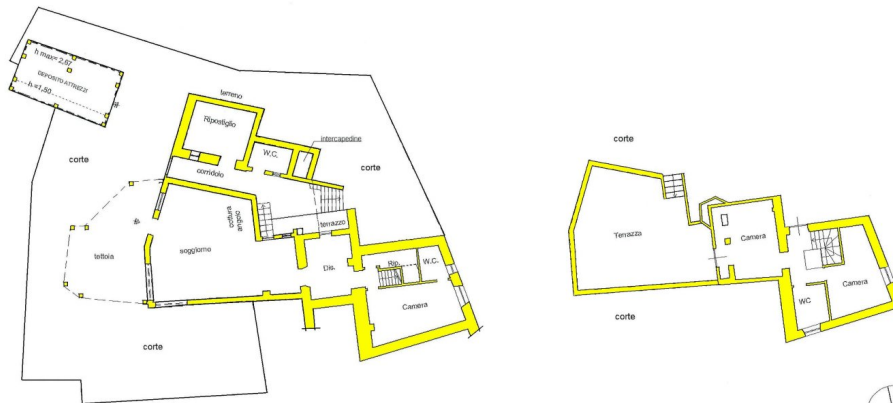 h max= 2,67
DEPOSITO ATTREZZI
h =1,50
corte
terreno
Ripostiglio
W.C.
intercapedine
corte
corridoio
angolo
cottura
tettoia
soggiorno
terrazzo
Dis.
Rip.
W.C.
Camera
corte
corte
Terrazza
Camera
WC
Camera
corte